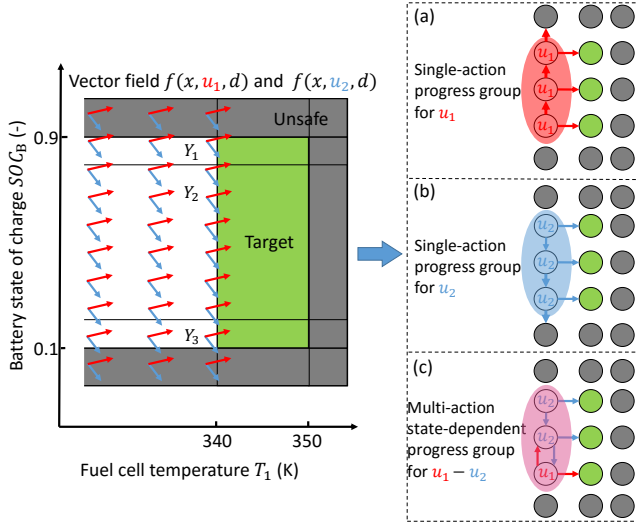 Vector field f(x, u₁, d) and f(x, u₂, d)
Unsafe
0.9
Y₁
Y₂
Target
Y₃
0.1
Battery state of charge SOC_B (-)
340
350
Fuel cell temperature T₁ (K)
(a)
Single-action
progress group
for u₁
u₁
u₁
u₁
(b)
Single-action
progress group
for u₂
u₂
u₂
u₂
(c)
Multi-action
state-dependent
progress group
for u₁ − u₂
u₂
u₂
u₁